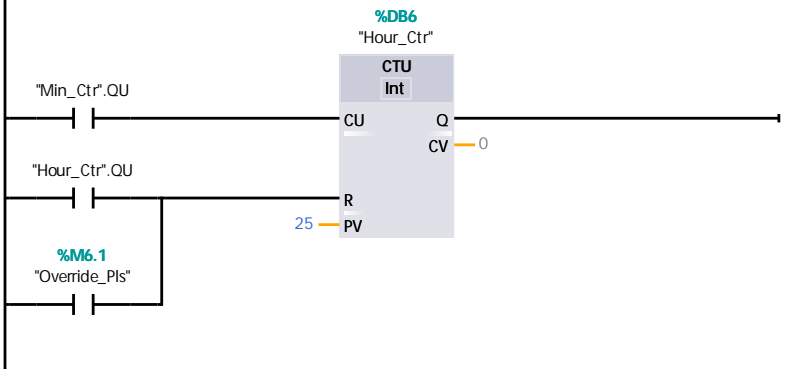 %DB6
"Hour_Ctr"
CTU
Int
"Min_Ctr".QU
CU
Q
CV
0
"Hour_Ctr".QU
R
25
PV
%M6.1
"Override_Pls"